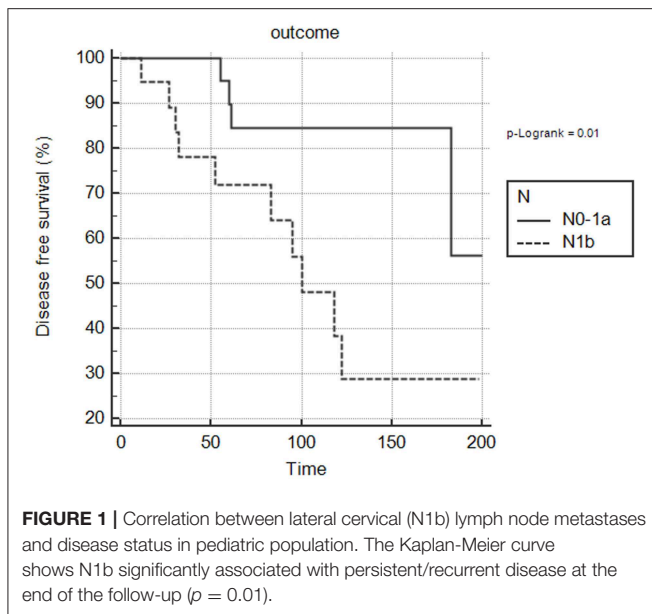 outcome
Disease free survival (%)
100
90
80
70
60
50
40
30
20
0 50 100 150 200
Time
p-Logrank = 0.01
N
N0-1a
N1b
FIGURE 1 | Correlation between lateral cervical (N1b) lymph node metastases
and disease status in pediatric population. The Kaplan-Meier curve
shows N1b significantly associated with persistent/recurrent disease at the
end of the follow-up (p = 0.01).